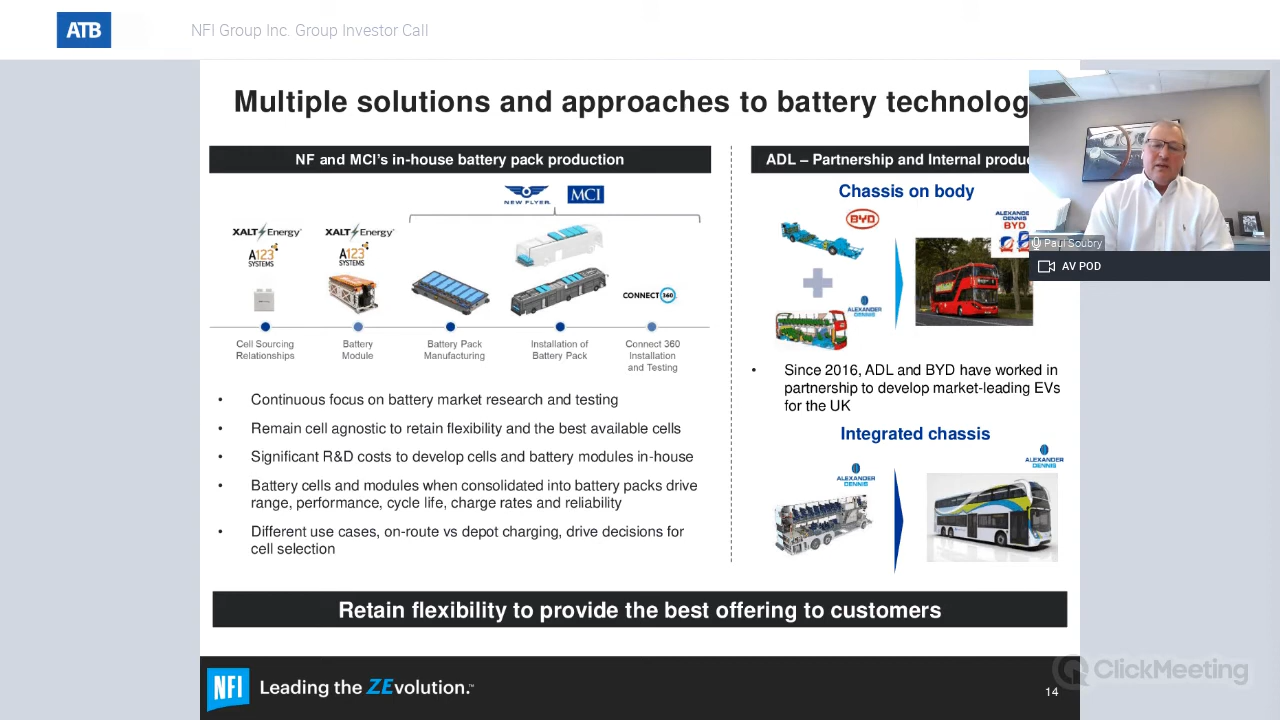 ATB
NFI Group Inc. Group Investor Call
Multiple solutions and approaches to battery technolog
NF and MCI's in-house battery pack production
NEW FLYER
MCI
XALT Energy
XALT Energy
A123
SYSTEMS
A123
SYSTEMS
CONNECT 360
Cell Sourcing
Relationships
Battery
Module
Battery Pack
Manufacturing
Installation of
Battery Pack
Connect 360
Installation
and Testing
• Continuous focus on battery market research and testing
• Remain cell agnostic to retain flexibility and the best available cells
• Significant R&D costs to develop cells and battery modules in-house
• Battery cells and modules when consolidated into battery packs drive
range, performance, cycle life, charge rates and reliability
• Different use cases, on-route vs depot charging, drive decisions for
cell selection
ADL – Partnership and Internal produ
Chassis on body
BYD
ALEXANDER
DENNIS
BYD
ALEXANDER
DENNIS
• Since 2016, ADL and BYD have worked in
partnership to develop market-leading EVs
for the UK
Integrated chassis
ALEXANDER
DENNIS
ALEXANDER
DENNIS
Paul Soubry
AV POD
Retain flexibility to provide the best offering to customers
NFI
Leading the ZEvolution.™
14
ClickMeeting